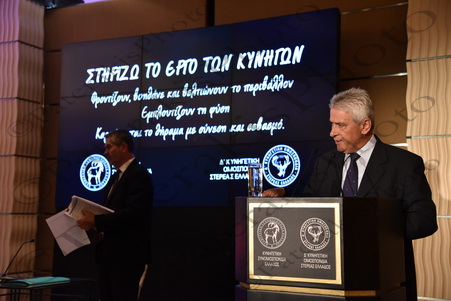 ΣΤΗΡΙΖΩ ΤΟ ΕΡΓΟ ΤΩΝ ΚΥΝΗΓΩΝ
Φροντίζουν, βοηθάνε και βελτιώνουν το περιβάλλον
Εμπλουτίζουν τη φύση
το θήραμα με σύνεση και σεβασμό.
Δ' ΚΥΝΗΓΕΤΙΚΗ
ΟΜΟΣΠΟΝΔΙΑ
ΣΤΕΡΕΑΣ ΕΛΛΑΔΟΣ
ΚΥΝΗΓΕΤΙΚΗ
ΣΥΝΟΜΟΣΠΟΝΔΙΑ
ΕΛΛΑΔΟΣ
Δ' ΚΥΝΗΓΕΤΙΚΗ
ΟΜΟΣΠΟΝΔΙΑ
ΣΤΕΡΕΑΣ ΕΛΛΑΔΟΣ